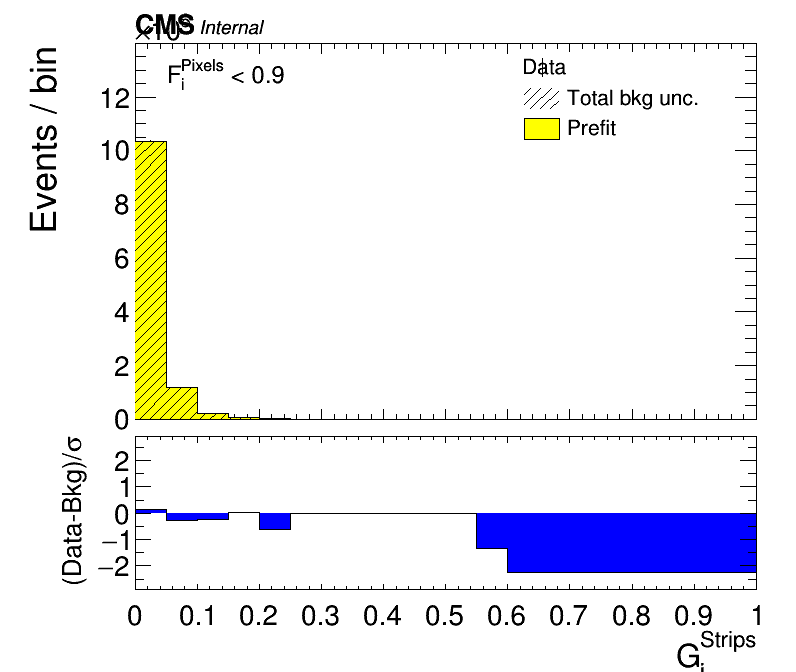 CMS Internal
F_i^Pixels < 0.9
Data
Total bkg unc.
Prefit
Events / bin
12
10
8
6
4
2
0
(Data-Bkg)/σ
2
1
0
−1
−2
0 0.1 0.2 0.3 0.4 0.5 0.6 0.7 0.8 0.9 1
G_i^Strips